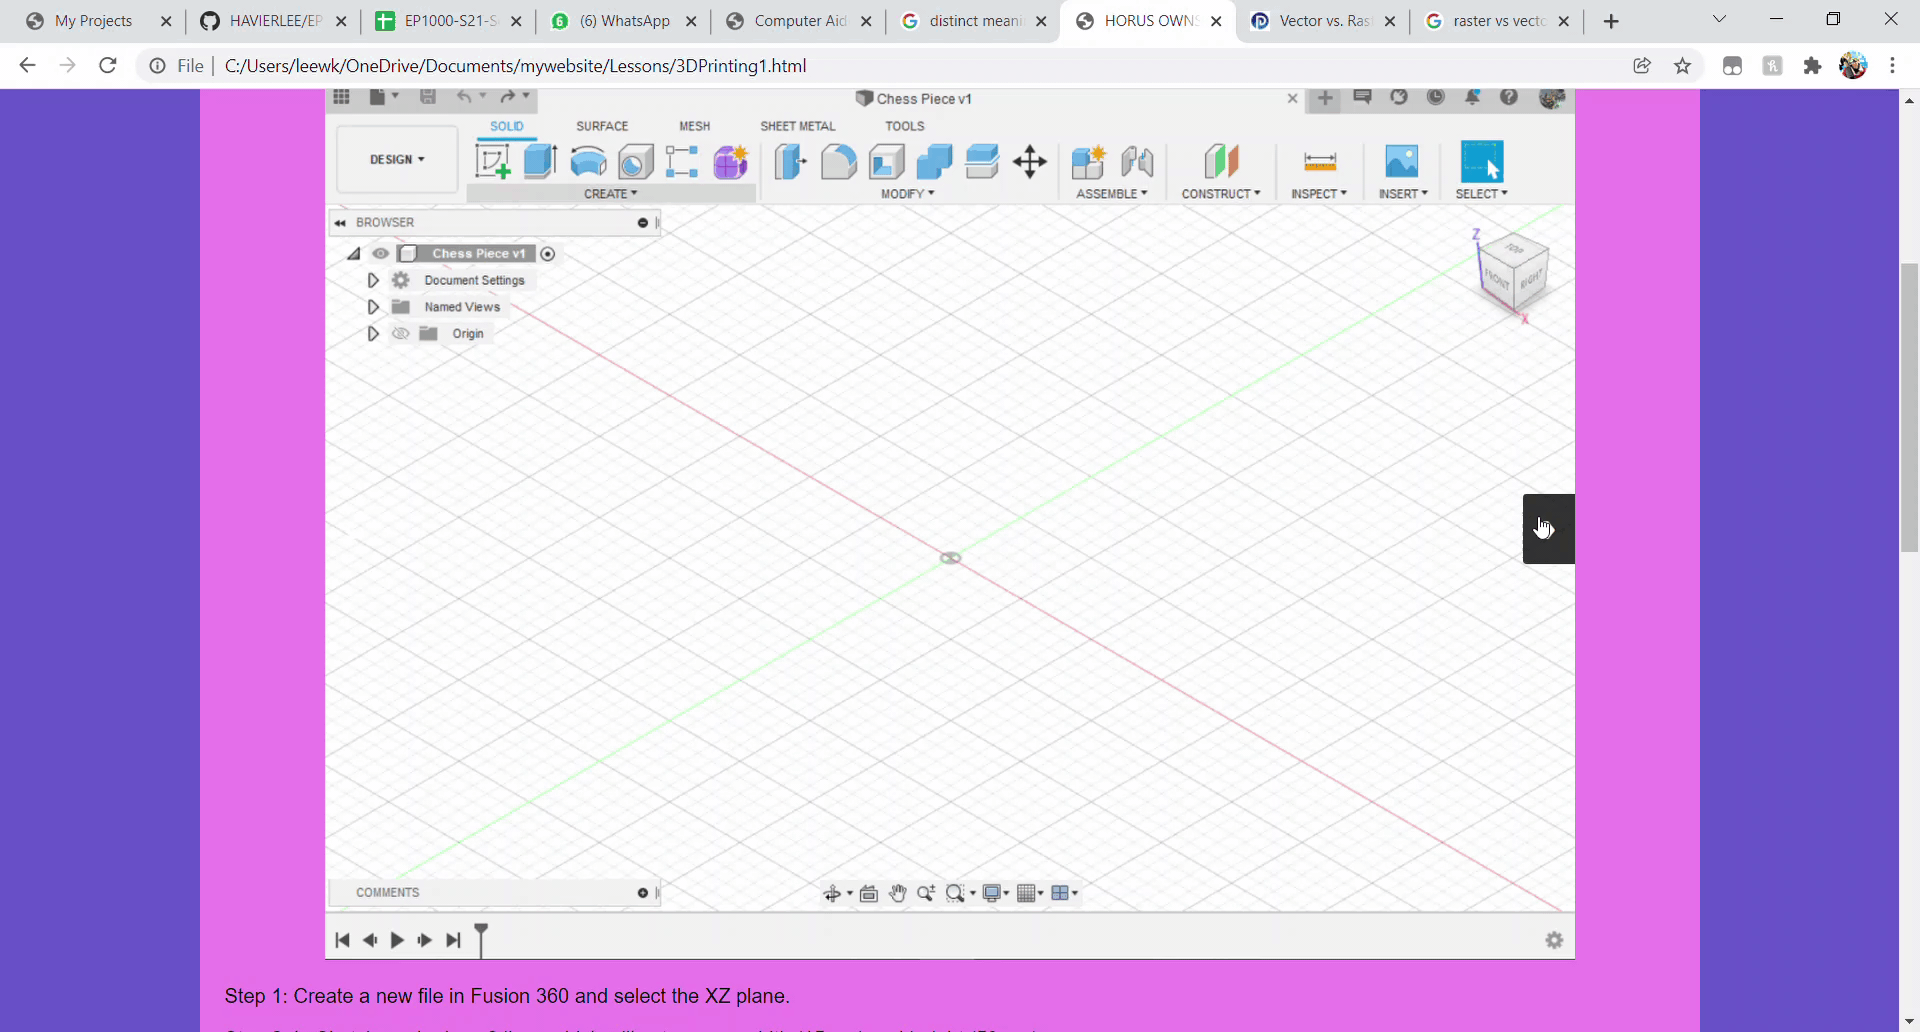 My Projects
HAVIERLEE/EP
EP1000-S21-S
(6) WhatsApp
Computer Aid
distinct meani
HORUS OWNS
Vector vs. Ras
raster vs vecto
File
C:/Users/leewk/OneDrive/Documents/mywebsite/Lessons/3DPrinting1.html
Chess Piece v1
SOLID
SURFACE
MESH
SHEET METAL
TOOLS
DESIGN
CREATE
MODIFY
ASSEMBLE
CONSTRUCT
INSPECT
INSERT
SELECT
BROWSER
Chess Piece v1
Document Settings
Named Views
Origin
Z
TOP
FRONT
RIGHT
X
COMMENTS
Step 1: Create a new file in Fusion 360 and select the XZ plane.